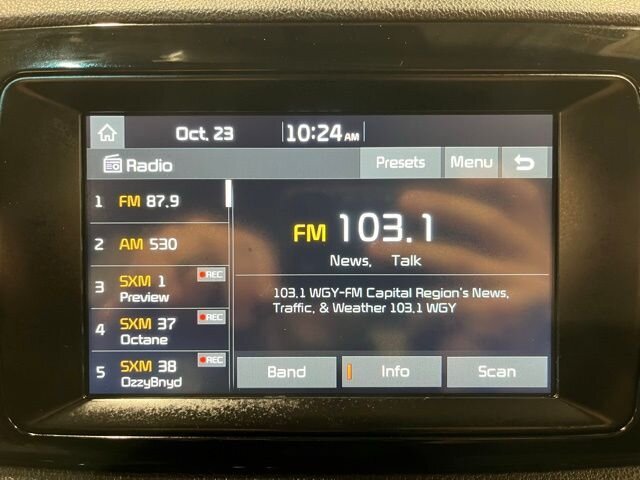 Oct. 23 10:24 AM
Radio Presets Menu
1 FM 87.9
2 AM 530
3 SXM 1 REC
Preview
4 SXM 37 REC
Octane
5 SXM 38 REC
OzzyBnyd
FM 103.1
News, Talk
103.1 WGY-FM Capital Region's News,
Traffic, & Weather 103.1 WGY
Band Info Scan